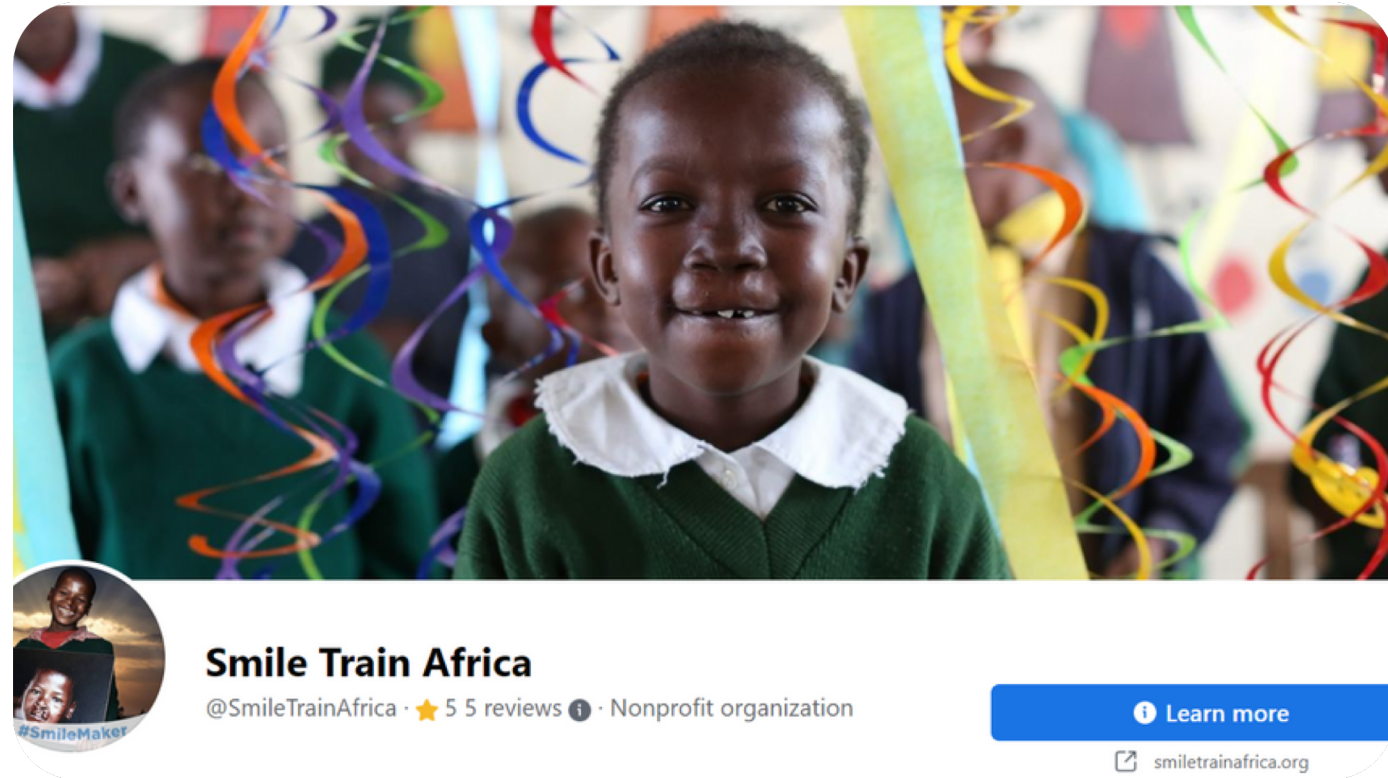 Smile Train Africa
@SmileTrainAfrica · ⭐ 5 5 reviews · Nonprofit organization
Learn more
smiletrainafrica.org
#SmileMaker